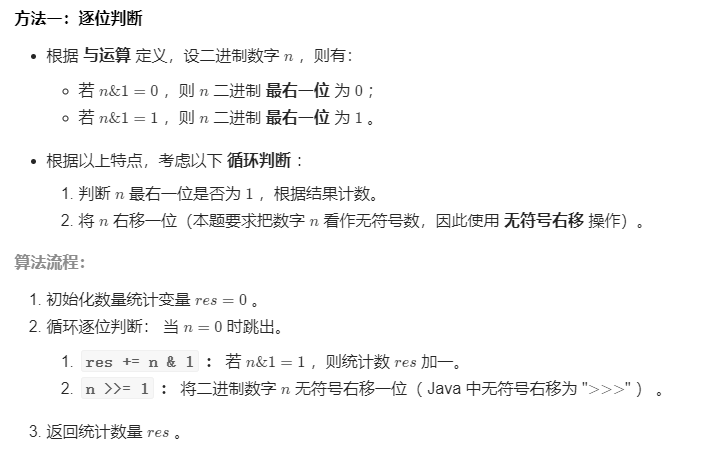 方法一：逐位判断
• 根据 与运算 定义，设二进制数字 n ，则有：
◦ 若 n&1 = 0 ，则 n 二进制 最右一位 为 0 ；
◦ 若 n&1 = 1 ，则 n 二进制 最右一位 为 1 。
• 根据以上特点，考虑以下 循环判断 ：
1. 判断 n 最右一位是否为 1 ，根据结果计数。
2. 将 n 右移一位（本题要求把数字 n 看作无符号数，因此使用 无符号右移 操作）。
算法流程：
1. 初始化数量统计变量 res = 0 。
2. 循环逐位判断： 当 n = 0 时跳出。
1. res += n & 1 ： 若 n&1 = 1 ，则统计数 res 加一。
2. n >>= 1 ： 将二进制数字 n 无符号右移一位（ Java 中无符号右移为 ">>>" ） 。
3. 返回统计数量 res 。